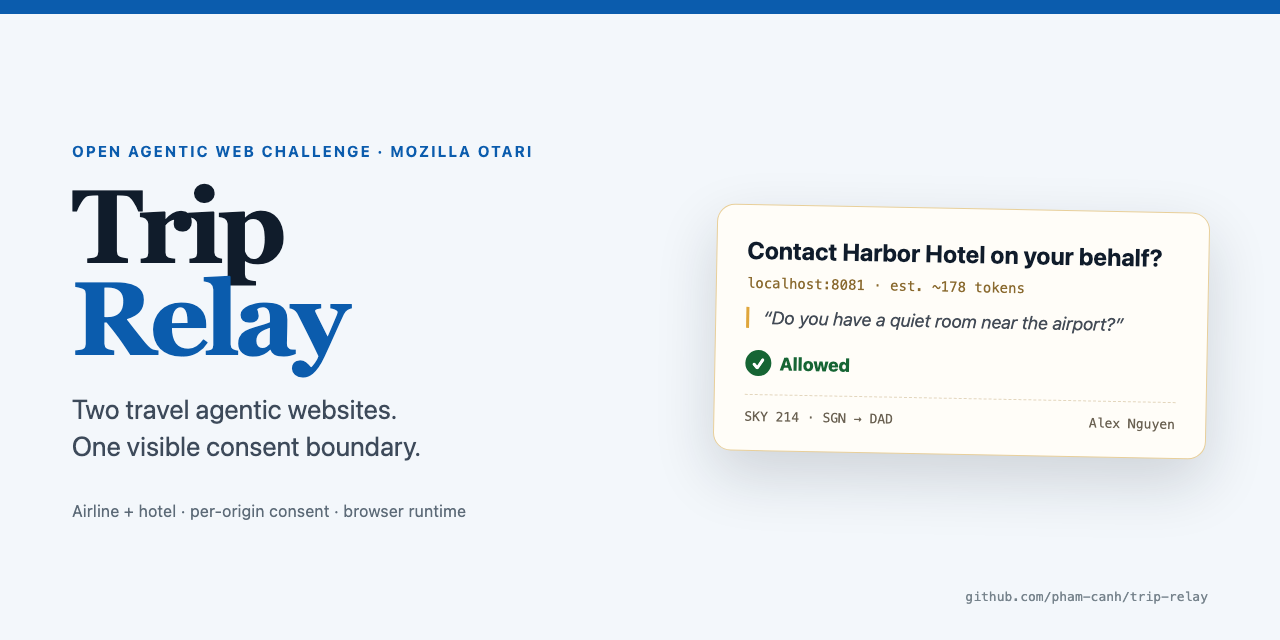 OPEN AGENTIC WEB CHALLENGE · MOZILLA OTARI
Trip
Relay
Two travel agentic websites.
One visible consent boundary.
Airline + hotel · per-origin consent · browser runtime
Contact Harbor Hotel on your behalf?
localhost:8081 · est. ~178 tokens
“Do you have a quiet room near the airport?”
Allowed
SKY 214 · SGN → DAD
Alex Nguyen
github.com/pham-canh/trip-relay